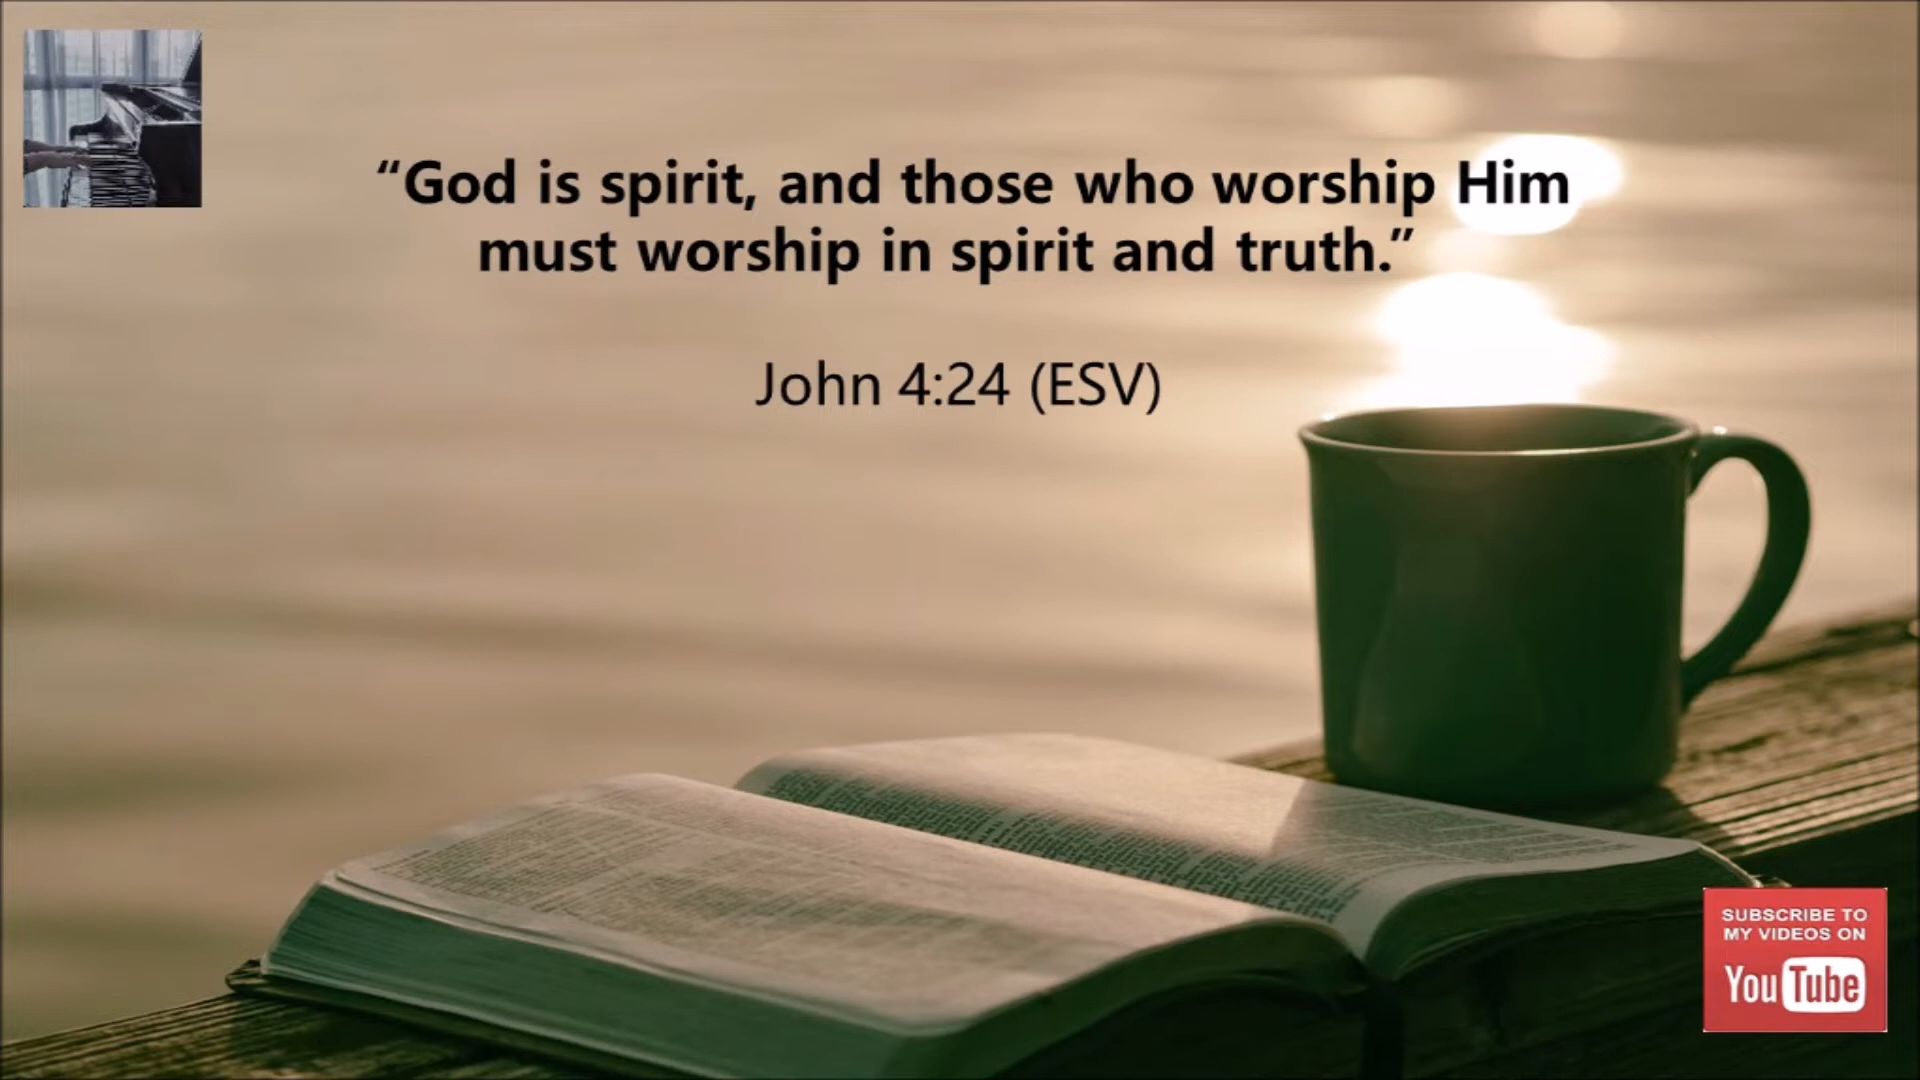 “God is spirit, and those who worship Him
must worship in spirit and truth.”
John 4:24 (ESV)
SUBSCRIBE TO
MY VIDEOS ON
YouTube